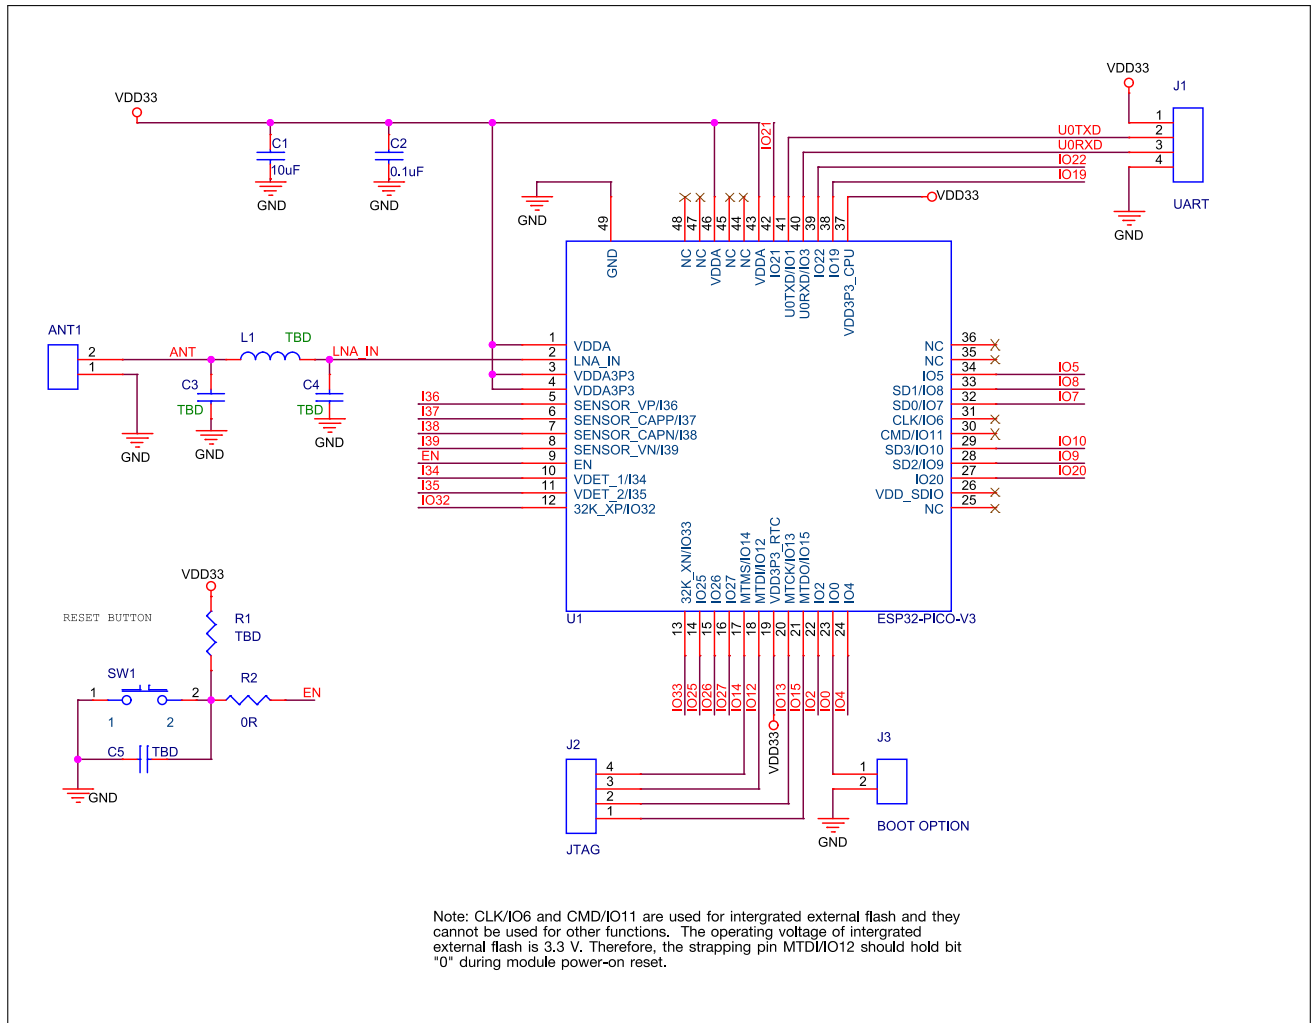 VDD33
C1
10uF
GND
C2
0.1uF
GND
GND
VDD33
J1
1
2
3
4
UART
GND
U0TXD
U0RXD
IO22
IO19
VDD33
IO21
49
48
47
46
45
44
43
42
41
40
39
38
37
GND
NC
NC
VDDA
NC
NC
VDDA
IO21
U0TXD/IO1
U0RXD/IO3
IO22
IO19
VDD3P3_CPU
ANT1
2
1
ANT
L1
TBD
LNA_IN
C3
TBD
C4
TBD
GND
GND
GND
I36
I37
I38
I39
EN
I34
I35
IO32
1 VDDA
2 LNA_IN
3 VDDA3P3
4 VDDA3P3
5 SENSOR_VP/I36
6 SENSOR_CAPP/I37
7 SENSOR_CAPN/I38
8 SENSOR_VN/I39
9 EN
10 VDET_1/I34
11 VDET_2/I35
12 32K_XP/IO32
NC 36
NC 35
IO5 34 IO5
SD1/IO8 33 IO8
SD0/IO7 32 IO7
CLK/IO6 31
CMD/IO11 30
SD3/IO10 29 IO10
SD2/IO9 28 IO9
IO20 27 IO20
VDD_SDIO 26
NC 25
32K_XN/IO33
IO25
IO26
IO27
MTMS/IO14
MTDI/IO12
VDD3P3_RTC
MTCK/IO13
MTDO/IO15
IO2
IO0
IO4
U1
ESP32-PICO-V3
13
14
15
16
17
18
19
20
21
22
23
24
IO33
IO25
IO26
IO27
IO14
IO12
VDD33
IO13
IO15
IO2
IO0
IO4
RESET BUTTON
VDD33
R1
TBD
SW1
1
2
1
2
R2
0R
EN
C5
TBD
GND
J2
4
3
2
1
JTAG
J3
1
2
BOOT OPTION
GND
Note: CLK/IO6 and CMD/IO11 are used for intergrated external flash and they
cannot be used for other functions. The operating voltage of intergrated
external flash is 3.3 V. Therefore, the strapping pin MTDI/IO12 should hold bit
"0" during module power-on reset.